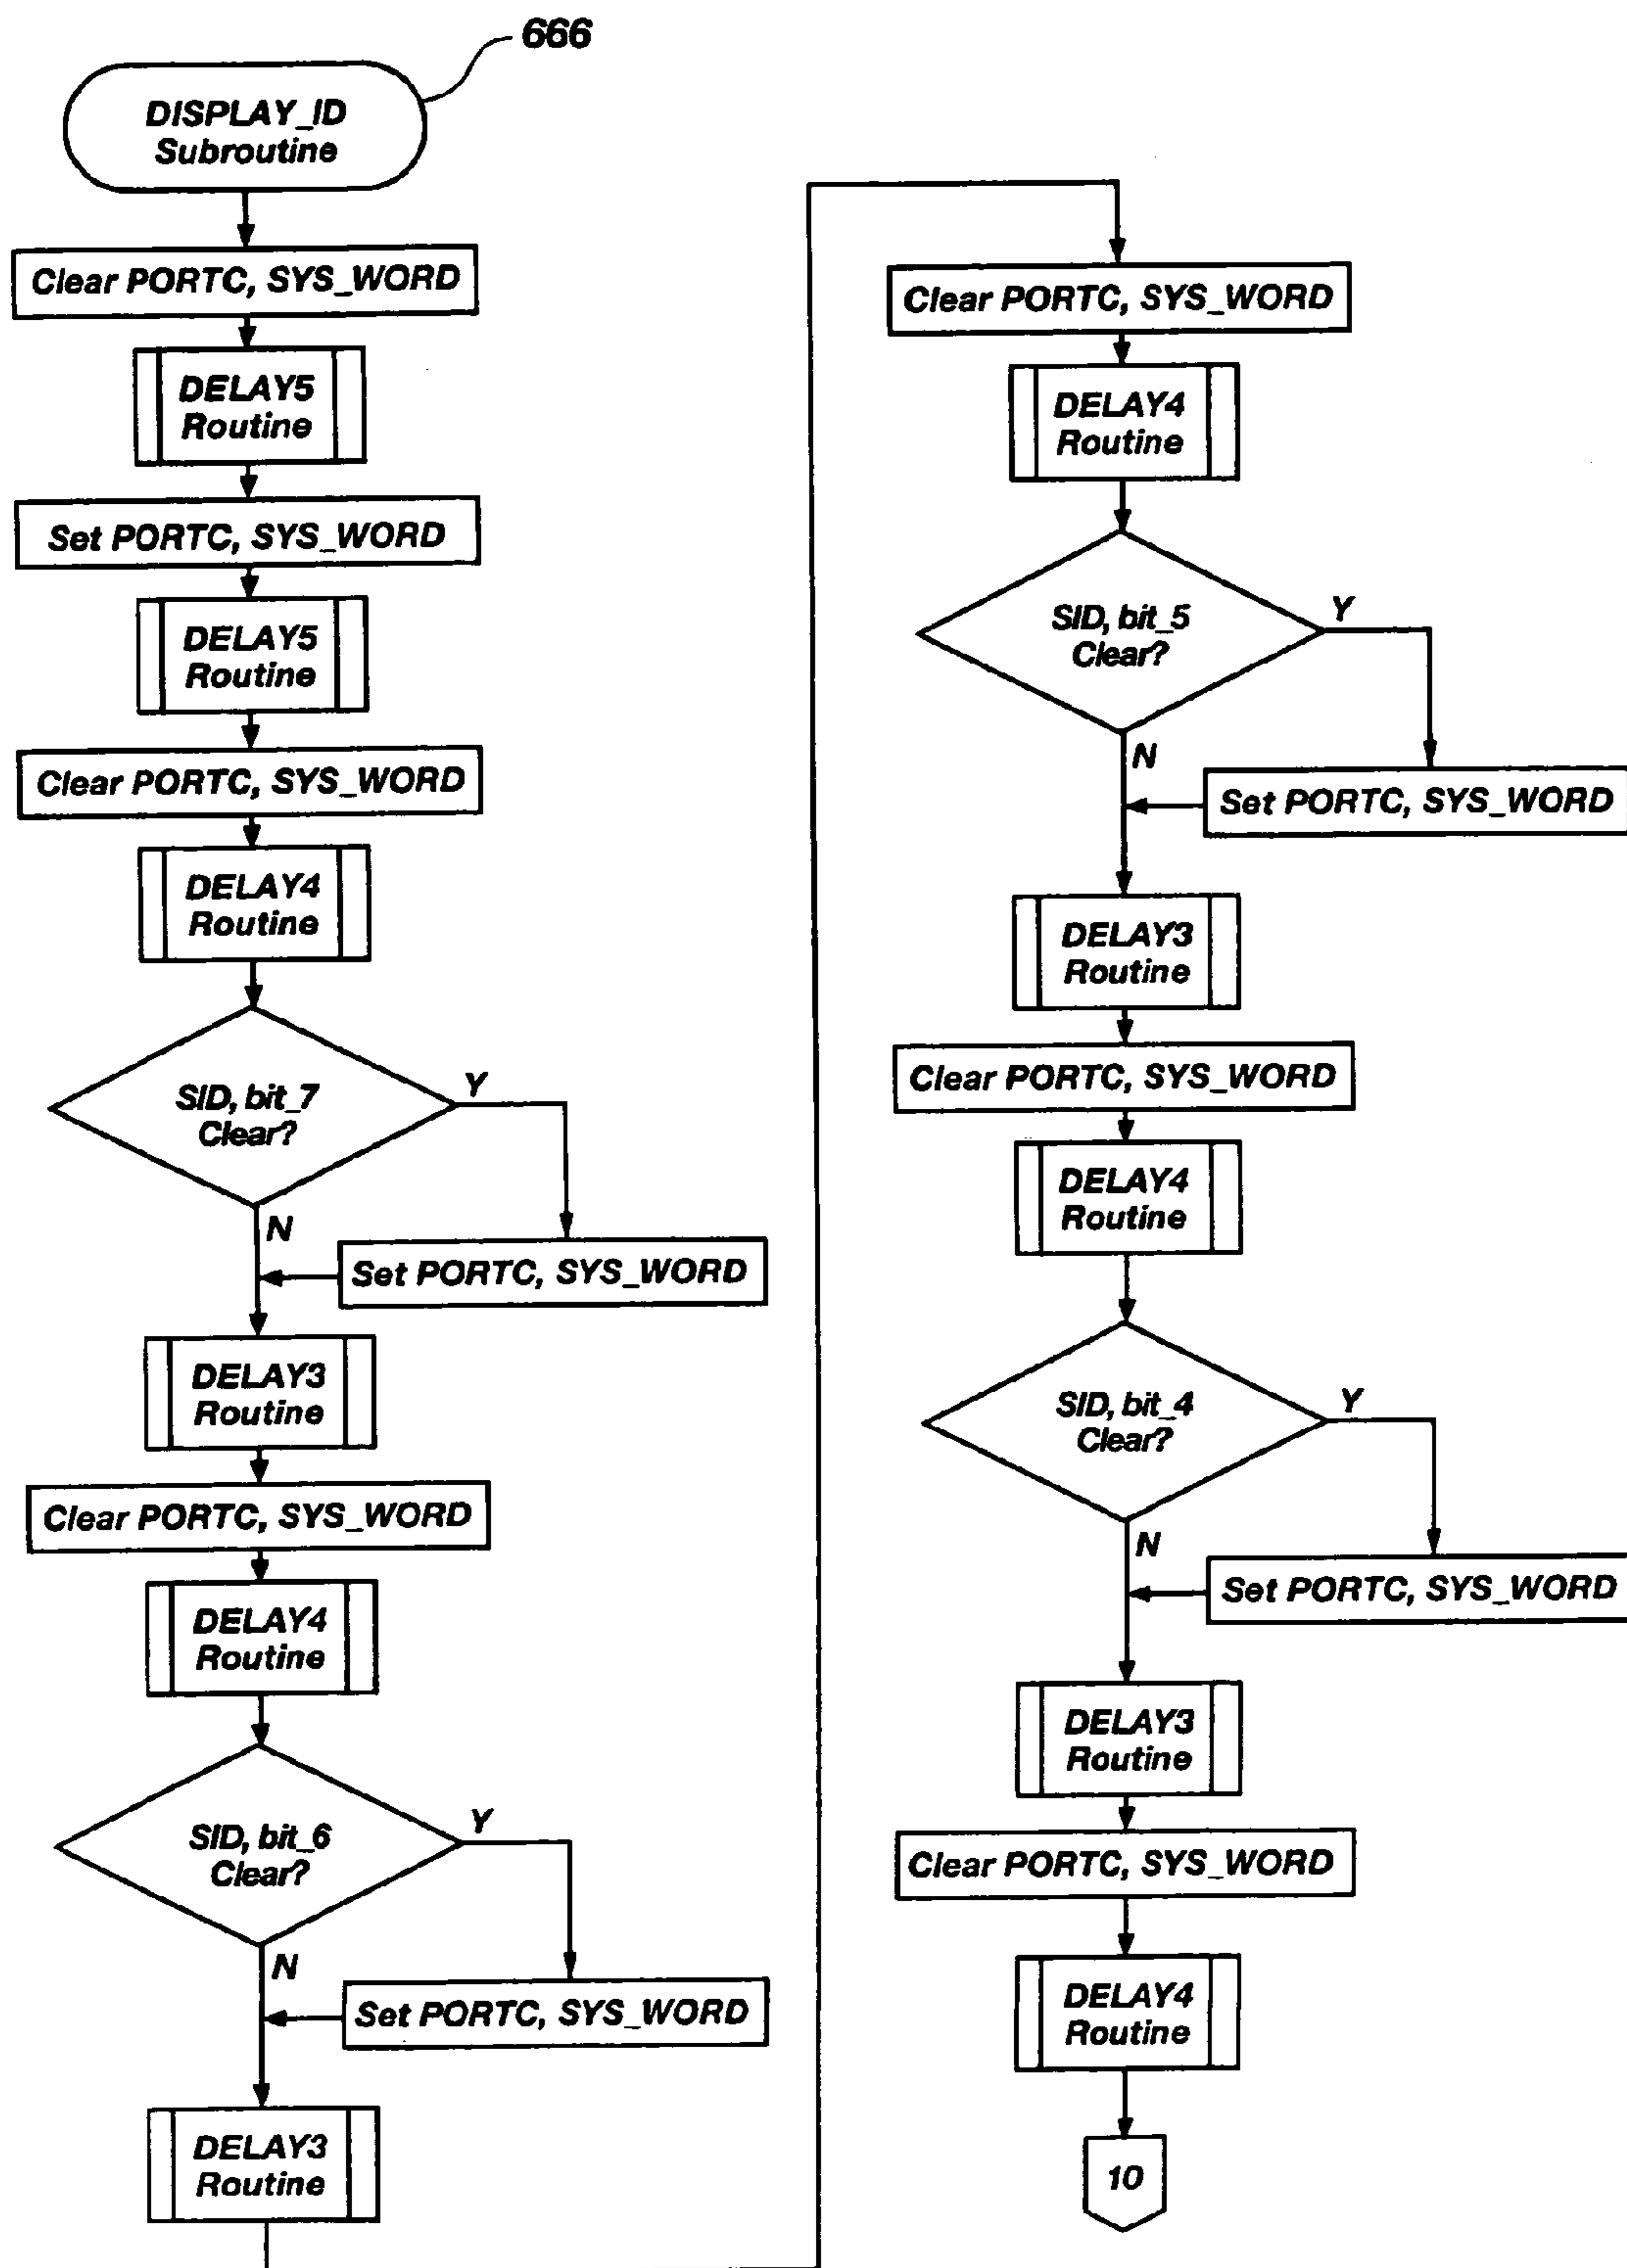 666
DISPLAY_ID
Subroutine
Clear PORTC, SYS_WORD
DELAY5
Routine
Set PORTC, SYS_WORD
DELAY5
Routine
Clear PORTC, SYS_WORD
DELAY4
Routine
SID, bit_7
Clear?
Y
N
Set PORTC, SYS_WORD
DELAY3
Routine
Clear PORTC, SYS_WORD
DELAY4
Routine
SID, bit_6
Clear?
Y
N
Set PORTC, SYS_WORD
DELAY3
Routine
Clear PORTC, SYS_WORD
DELAY4
Routine
SID, bit_5
Clear?
Y
N
Set PORTC, SYS_WORD
DELAY3
Routine
Clear PORTC, SYS_WORD
DELAY4
Routine
SID, bit_4
Clear?
Y
N
Set PORTC, SYS_WORD
DELAY3
Routine
Clear PORTC, SYS_WORD
DELAY4
Routine
10